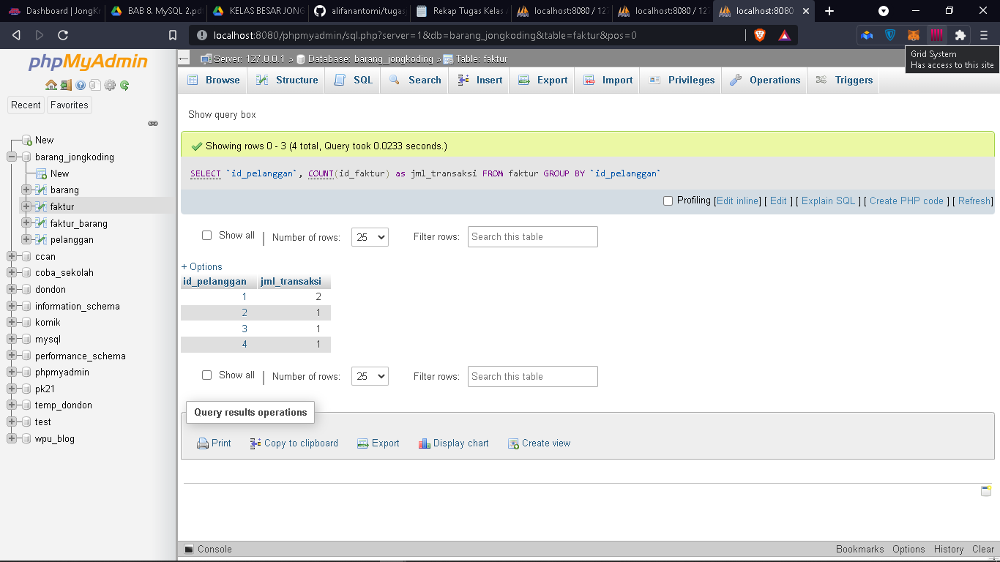 Dashboard | JongK
BAB 8. MySQL 2.pdf
KELAS BESAR JONG
alifanantomi/tugas
Rekap Tugas Kelas
localhost:8080 / 127
localhost:8080 / 127
localhost:8080
localhost:8080/phpmyadmin/sql.php?server=1&db=barang_jongkoding&table=faktur&pos=0
Grid System
Has access to this site
phpMyAdmin
Recent Favorites
New
barang_jongkoding
New
barang
faktur
faktur_barang
pelanggan
ccan
coba_sekolah
dondon
information_schema
komik
mysql
performance_schema
phpmyadmin
pk21
temp_dondon
test
wpu_blog
Server: 127.0.0.1 » Database: barang_jongkoding » Table: faktur
Browse Structure SQL Search Insert Export Import Privileges Operations Triggers
Show query box
Showing rows 0 - 3 (4 total, Query took 0.0233 seconds.)
SELECT `id_pelanggan`, COUNT(id_faktur) as jml_transaksi FROM faktur GROUP BY `id_pelanggan`
Profiling [Edit inline] [ Edit ] [ Explain SQL ] [ Create PHP code ] [ Refresh]
Show all | Number of rows: 25 Filter rows: Search this table
+ Options
id_pelanggan jml_transaksi
1 2
2 1
3 1
4 1
Show all | Number of rows: 25 Filter rows: Search this table
Query results operations
Print Copy to clipboard Export Display chart Create view
Console Bookmarks Options History Clear